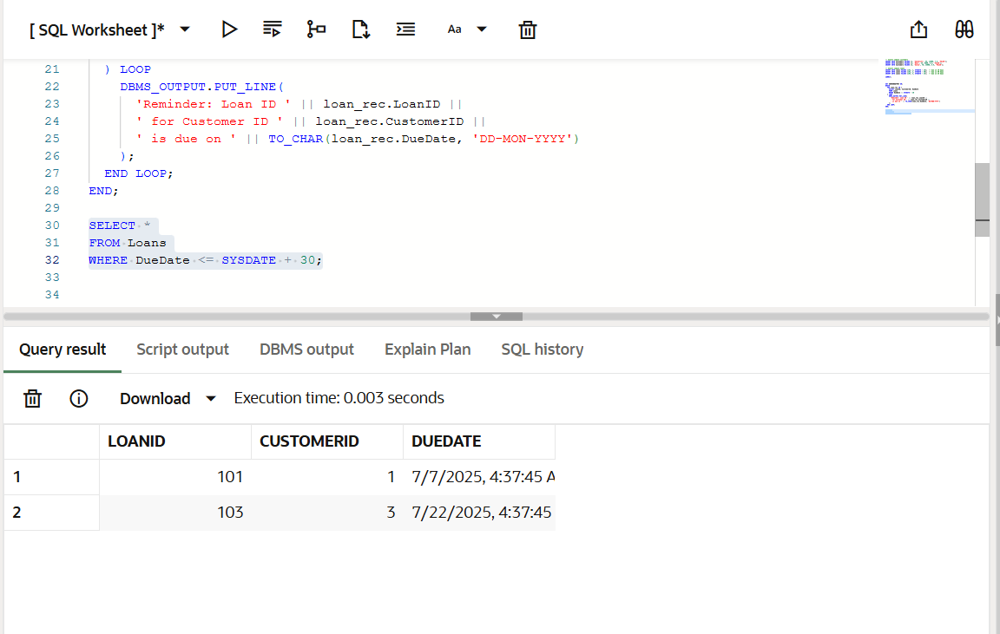 [ SQL Worksheet ]*
Aa
21 ) LOOP
22 DBMS_OUTPUT.PUT_LINE(
23 'Reminder: Loan ID ' || loan_rec.LoanID ||
24 ' for Customer ID ' || loan_rec.CustomerID ||
25 ' is due on ' || TO_CHAR(loan_rec.DueDate, 'DD-MON-YYYY')
26 );
27 END LOOP;
28 END;
29
30 SELECT *
31 FROM Loans
32 WHERE DueDate <= SYSDATE + 30;
33
34
Query result Script output DBMS output Explain Plan SQL history
Download Execution time: 0.003 seconds
LOANID CUSTOMERID DUEDATE
1 101 1 7/7/2025, 4:37:45 A
2 103 3 7/22/2025, 4:37:45